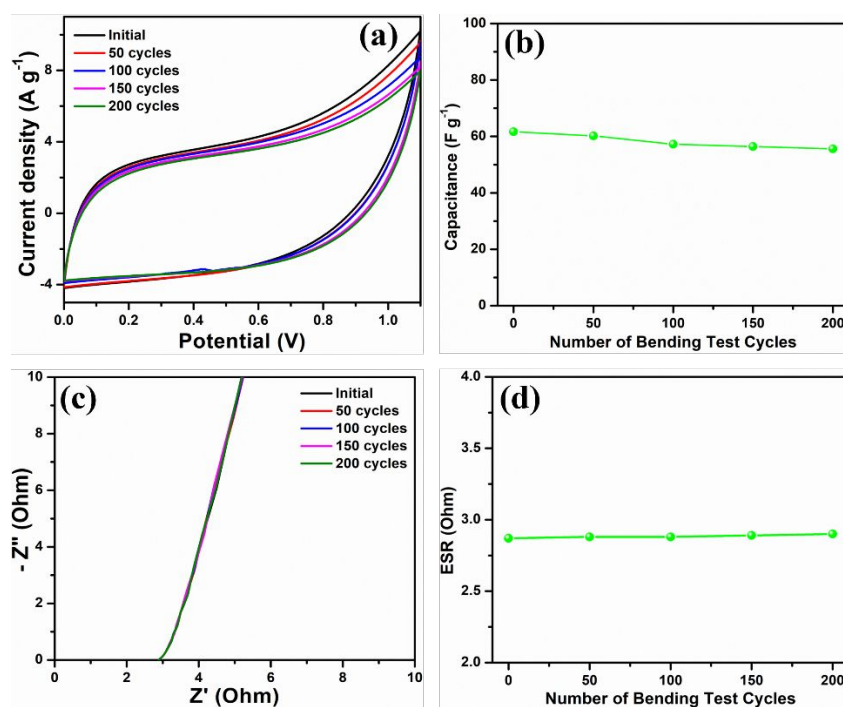 (a)
Initial
50 cycles
100 cycles
150 cycles
200 cycles
Current density (A g⁻¹)
10
8
4
0
-4
0.0 0.2 0.4 0.6 0.8 1.0
Potential (V)
(b)
Capacitance (F g⁻¹)
100
80
60
40
20
0
0 50 100 150 200
Number of Bending Test Cycles
(c)
Initial
50 cycles
100 cycles
150 cycles
200 cycles
- Z" (Ohm)
10
8
6
4
2
0
0 2 4 6 8 10
Z' (Ohm)
(d)
ESR (Ohm)
4.0
3.5
3.0
2.5
2.0
0 50 100 150 200
Number of Bending Test Cycles